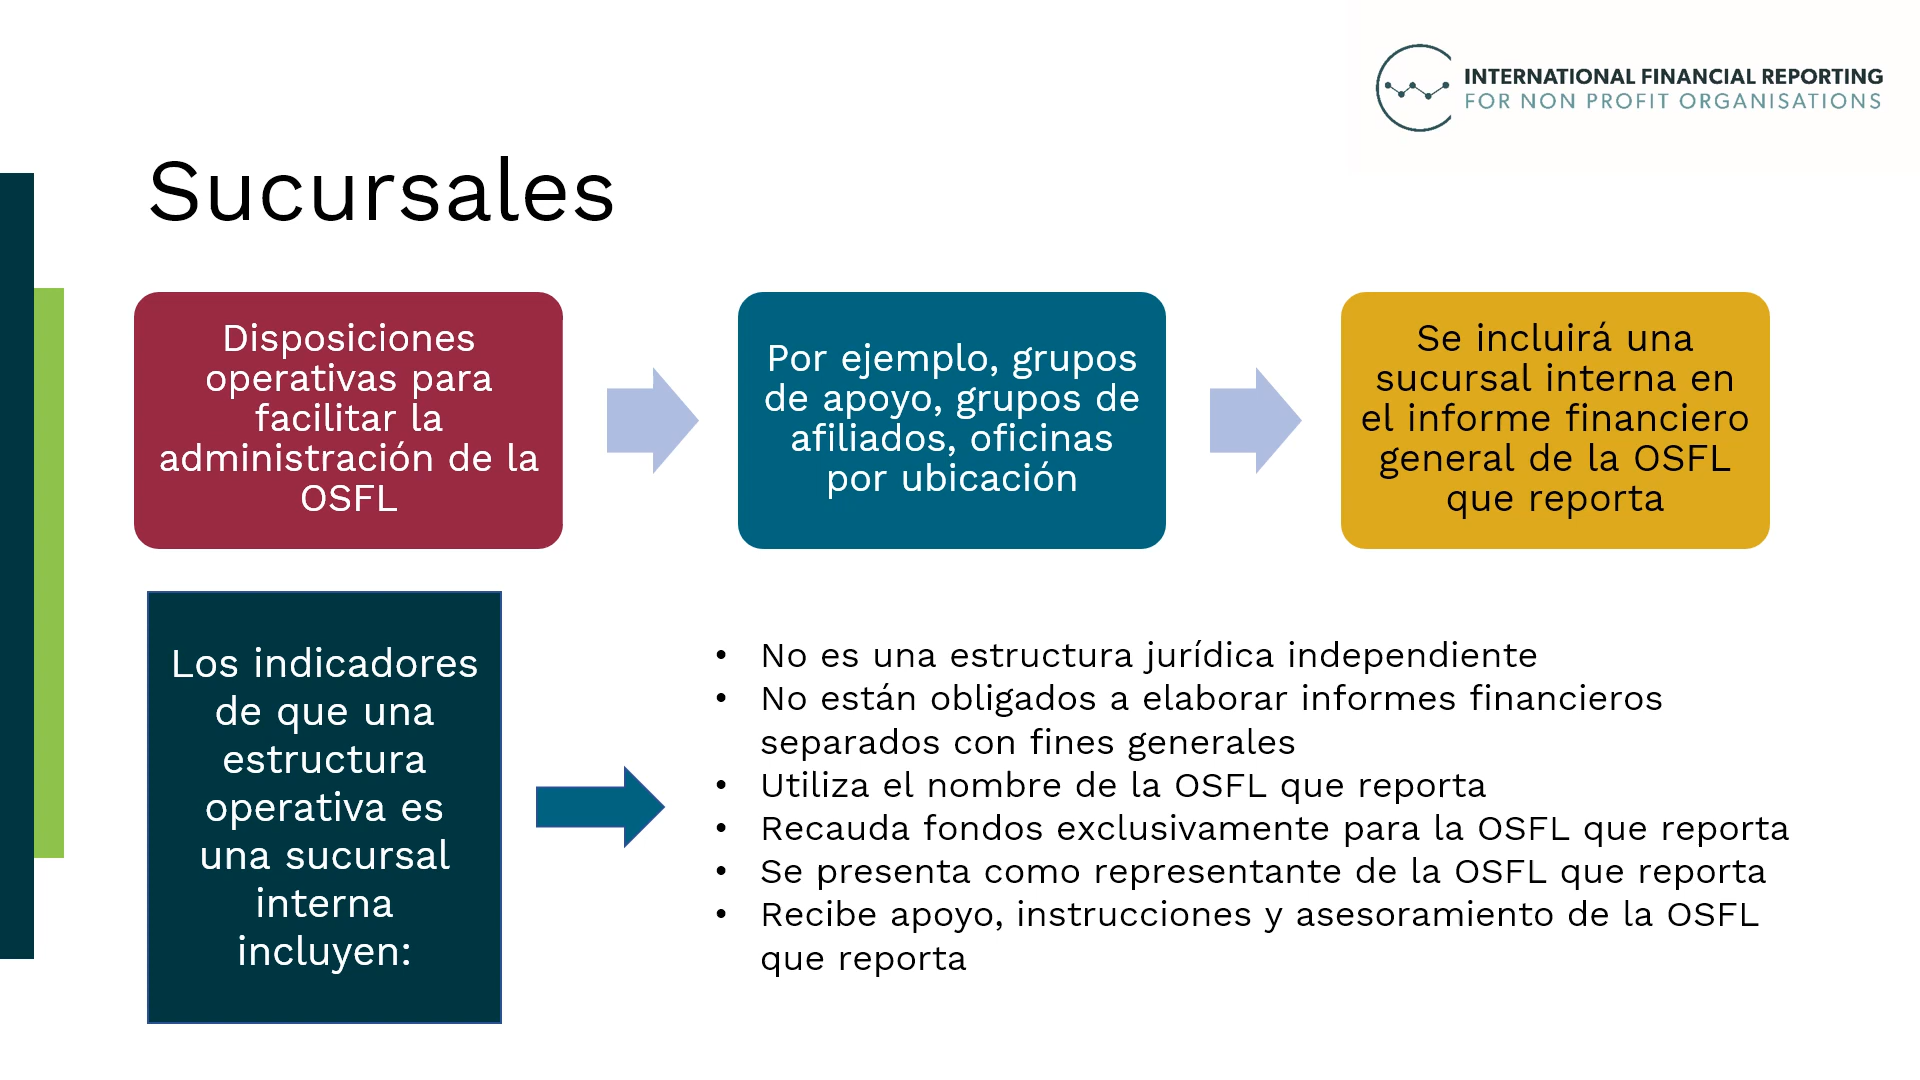 INTERNATIONAL FINANCIAL REPORTING
FOR NON PROFIT ORGANISATIONS
Sucursales
Disposiciones
operativas para
facilitar la
administración de la
OSFL
Por ejemplo, grupos
de apoyo, grupos de
afiliados, oficinas
por ubicación
Se incluirá una
sucursal interna en
el informe financiero
general de la OSFL
que reporta
Los indicadores
de que una
estructura
operativa es
una sucursal
interna
incluyen:
• No es una estructura jurídica independiente
• No están obligados a elaborar informes financieros
separados con fines generales
• Utiliza el nombre de la OSFL que reporta
• Recauda fondos exclusivamente para la OSFL que reporta
• Se presenta como representante de la OSFL que reporta
• Recibe apoyo, instrucciones y asesoramiento de la OSFL
que reporta